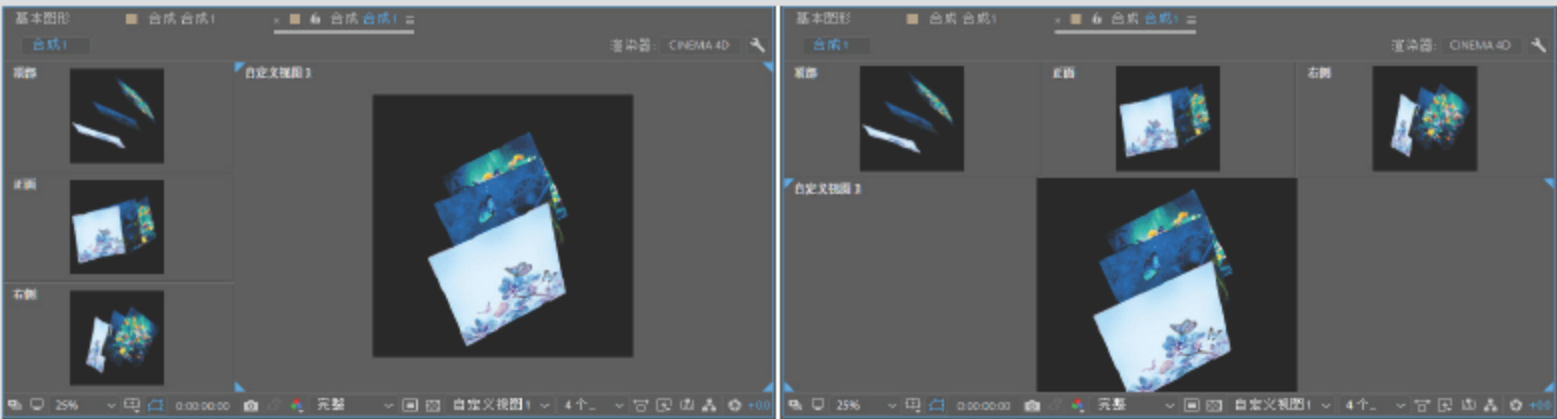 基本图形 合成 合成1 × 合成 合成1 ≡
合成1
渲染器: CINEMA 4D
顶部
自定义视图 1
正面
右侧
25% 0:00:00:00 完整 自定义视图1 4 个... +0.0
基本图形 合成 合成1 × 合成 合成1 ≡
合成1
渲染器: CINEMA 4D
顶部 正面 右侧
自定义视图 1
25% 0:00:00:00 完整 自定义视图1 4 个... +0.0